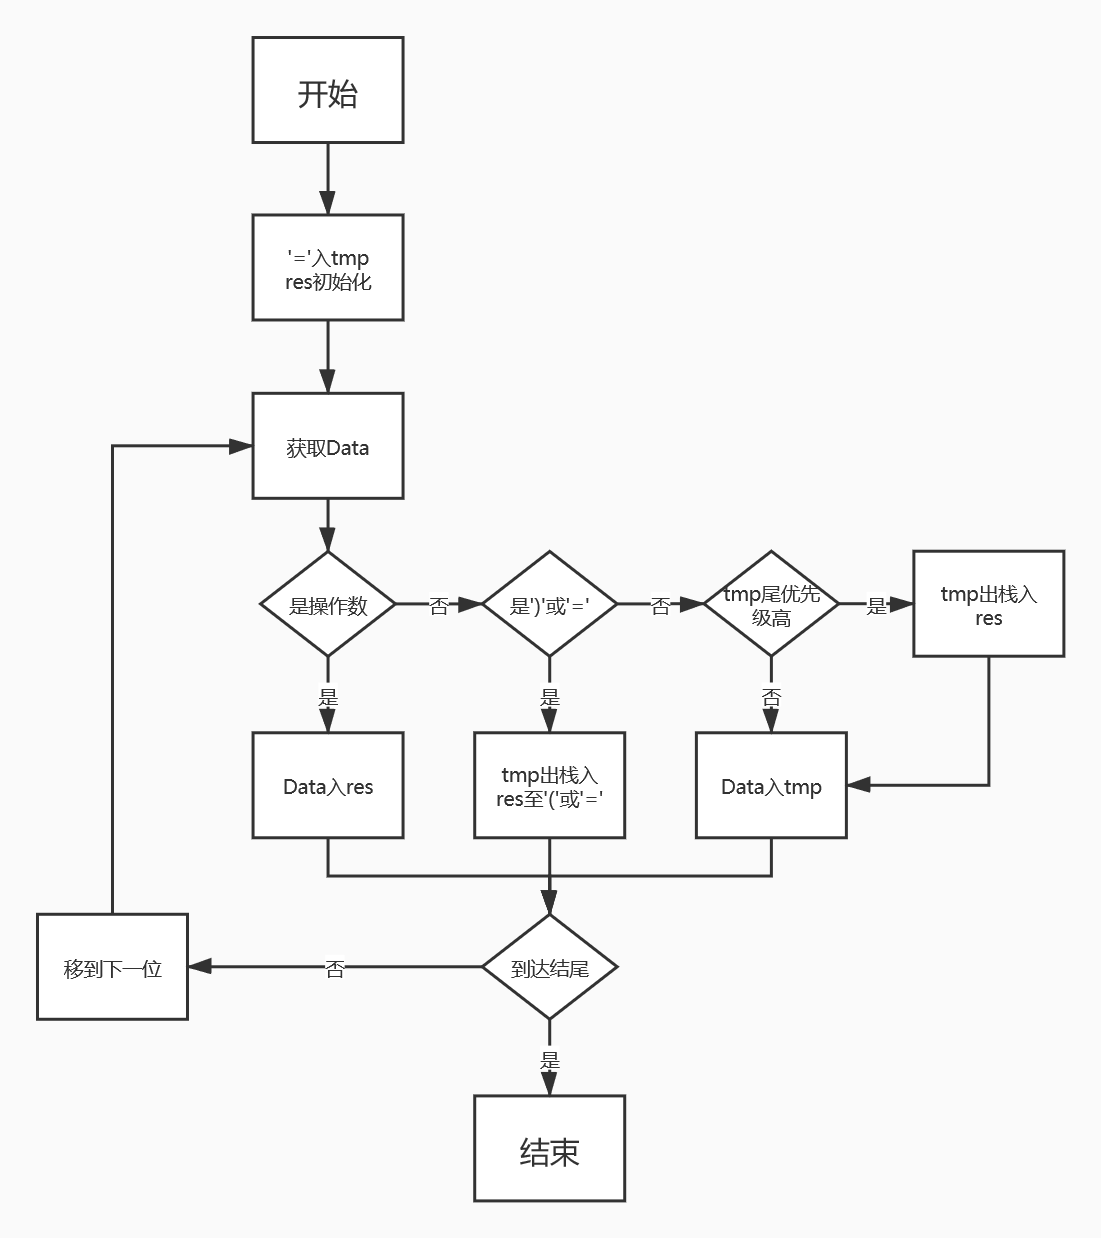 开始
'='入tmp
res初始化
获取Data
是操作数
否
是')'或'='
否
tmp尾优先
级高
是
tmp出栈入
res
是
是
否
Data入res
tmp出栈入
res至'('或'='
Data入tmp
移到下一位
否
到达结尾
是
结束